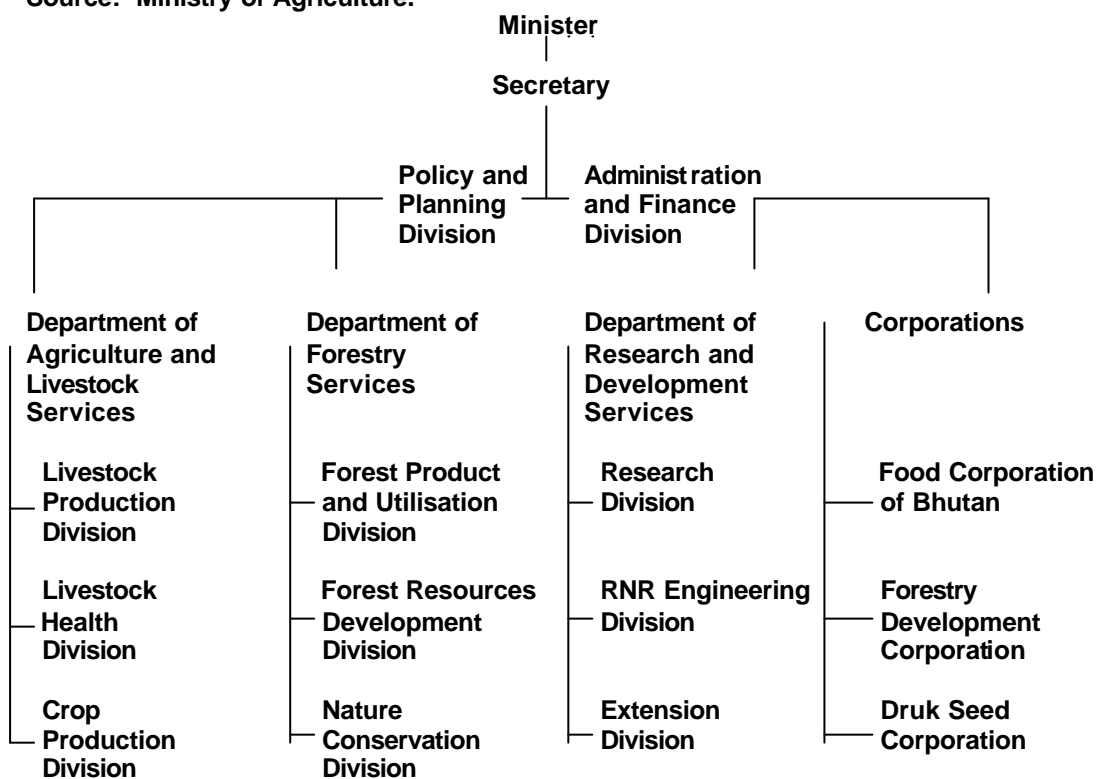 Source: Ministry of Agriculture.
Minister
Secretary
Policy and
Planning
Division
Administration
and Finance
Division
Department of
Agriculture and
Livestock
Services
Department of
Forestry
Services
Department of
Research and
Development
Services
Corporations
Livestock
Production
Division
Forest Product
and Utilisation
Division
Research
Division
Food Corporation
of Bhutan
Livestock
Health
Division
Forest Resources
Development
Division
RNR Engineering
Division
Forestry
Development
Corporation
Crop
Production
Division
Nature
Conservation
Division
Extension
Division
Druk Seed
Corporation